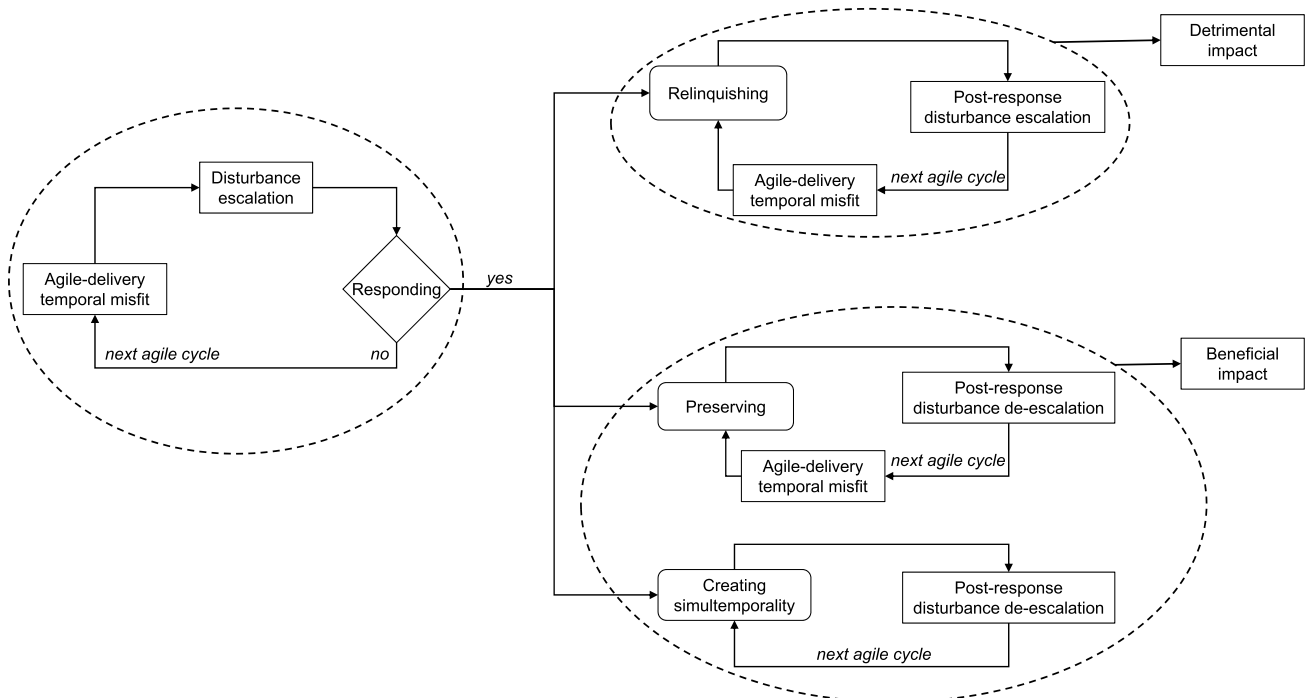 Disturbance
escalation
Agile-delivery
temporal misfit
Responding
next agile cycle
no
yes
Relinquishing
Post-response
disturbance escalation
next agile cycle
Agile-delivery
temporal misfit
Detrimental
impact
Preserving
Post-response
disturbance de-escalation
next agile cycle
Agile-delivery
temporal misfit
Beneficial
impact
Creating
simultemporality
Post-response
disturbance de-escalation
next agile cycle